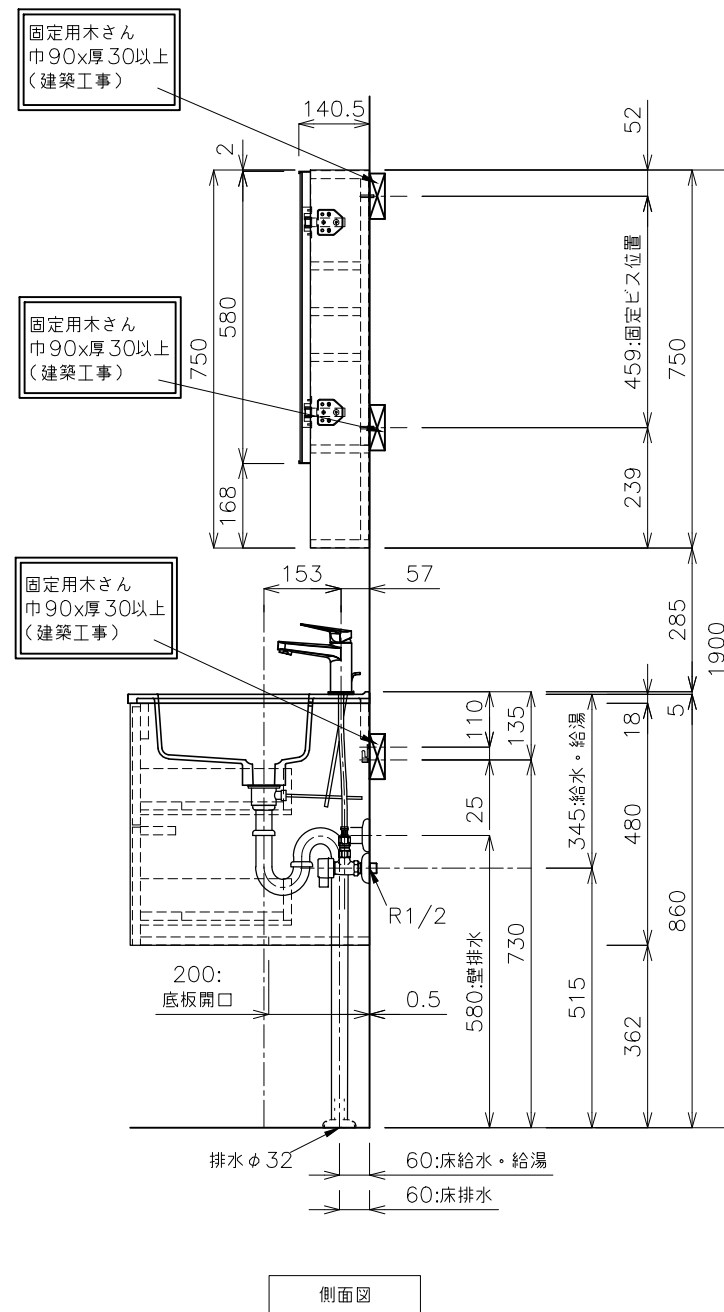 固定用木さん
巾90x厚30以上
(建築工事)
140.5
52
2
750
580
168
459:固定ビス位置
750
239
固定用木さん
巾90x厚30以上
(建築工事)
固定用木さん
巾90x厚30以上
(建築工事)
153
57
285
1900
110
135
25
345:給水・給湯
18
5
480
860
R1/2
580:壁排水
730
515
362
200:
底板開口
0.5
排水φ32
60:床給水・給湯
60:床排水
側面図